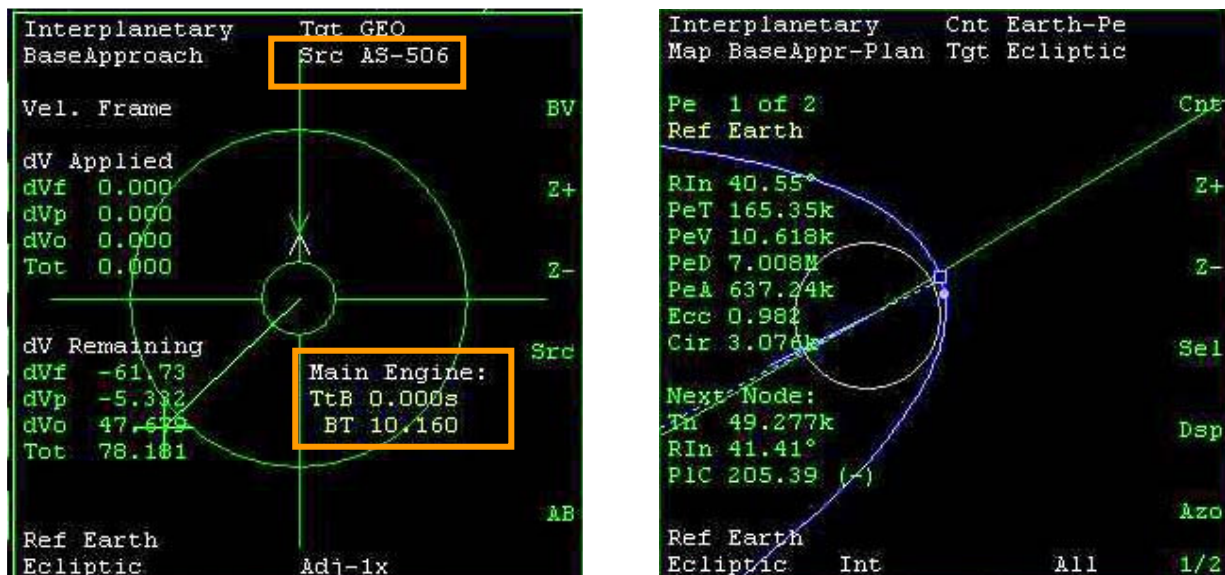 Interplanetary Tgt GEO
BaseApproach Src AS-506
Vel. Frame BV
dV Applied
dVf 0.000
dVp 0.000 Z+
dVo 0.000
Tot 0.000 Z-
dV Remaining Src
dVf -61.73 Main Engine:
dVp -5.332 TtB 0.000s
dVo 47.679 BT 10.160
Tot 78.181
AB
Ref Earth
Ecliptic Adj-1x
Interplanetary Cnt Earth-Pe
Map BaseAppr-Plan Tgt Ecliptic
Pe 1 of 2 Cnt
Ref Earth
RIn 40.55° Z+
PeT 165.35k
PeV 10.618k
PeD 7.008M Z-
PeA 637.24k
Ecc 0.982
Cir 3.076k Sel
Next Node:
Tn 49.277k Dsp
RIn 41.41°
PlC 205.39 (-)
Azo
Ref Earth
Ecliptic Int All 1/2